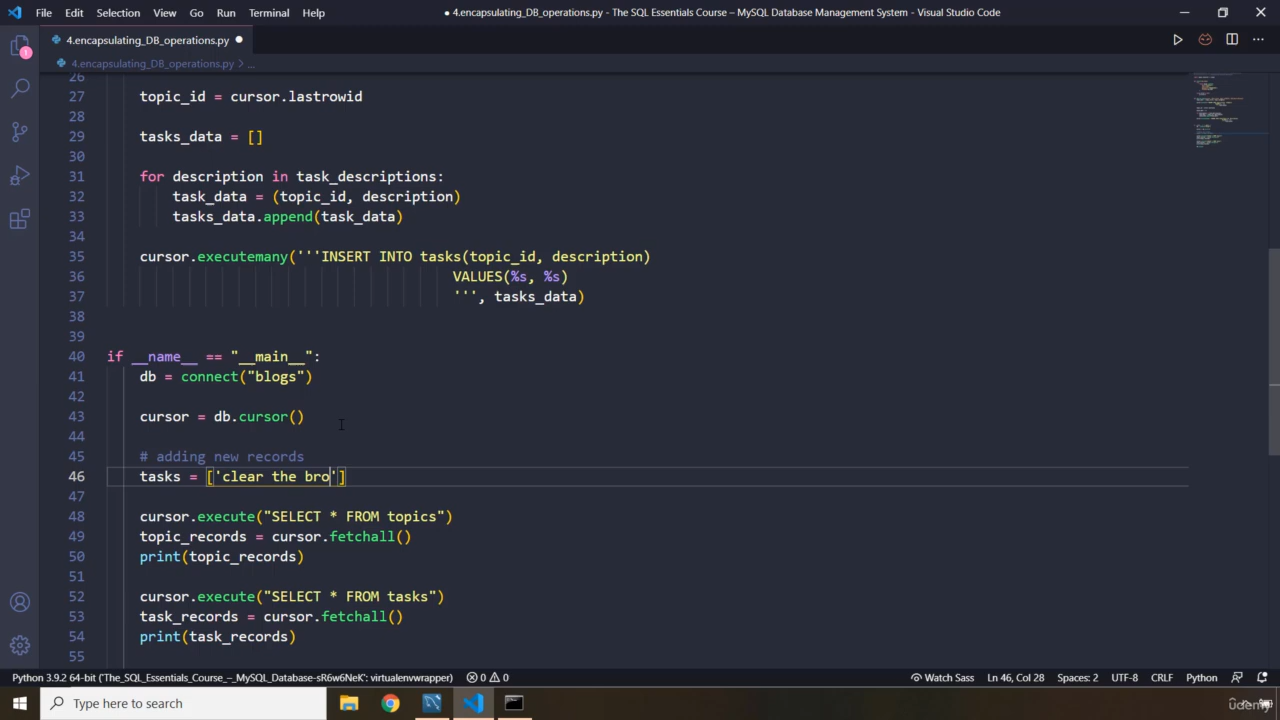 File Edit Selection View Go Run Terminal Help
● 4.encapsulating_DB_operations.py - The SQL Essentials Course – MySQL Database Management System - Visual Studio Code
4.encapsulating_DB_operations.py ●
1
4.encapsulating_DB_operations.py > ...
26
27 topic_id = cursor.lastrowid
28
29 tasks_data = []
30
31 for description in task_descriptions:
32 task_data = (topic_id, description)
33 tasks_data.append(task_data)
34
35 cursor.executemany('''INSERT INTO tasks(topic_id, description)
36 VALUES(%s, %s)
37 ''', tasks_data)
38
39
40 if __name__ == "__main__":
41 db = connect("blogs")
42
43 cursor = db.cursor()
44
45 # adding new records
46 tasks = ['clear the bro']
47
48 cursor.execute("SELECT * FROM topics")
49 topic_records = cursor.fetchall()
50 print(topic_records)
51
52 cursor.execute("SELECT * FROM tasks")
53 task_records = cursor.fetchall()
54 print(task_records)
55
Python 3.9.2 64-bit ('The_SQL_Essentials_Course_–_MySQL_Database-sR6w6NeK': virtualenvwrapper) 0 0 Watch Sass Ln 46, Col 28 Spaces: 2 UTF-8 CRLF Python
Type here to search
Udemy